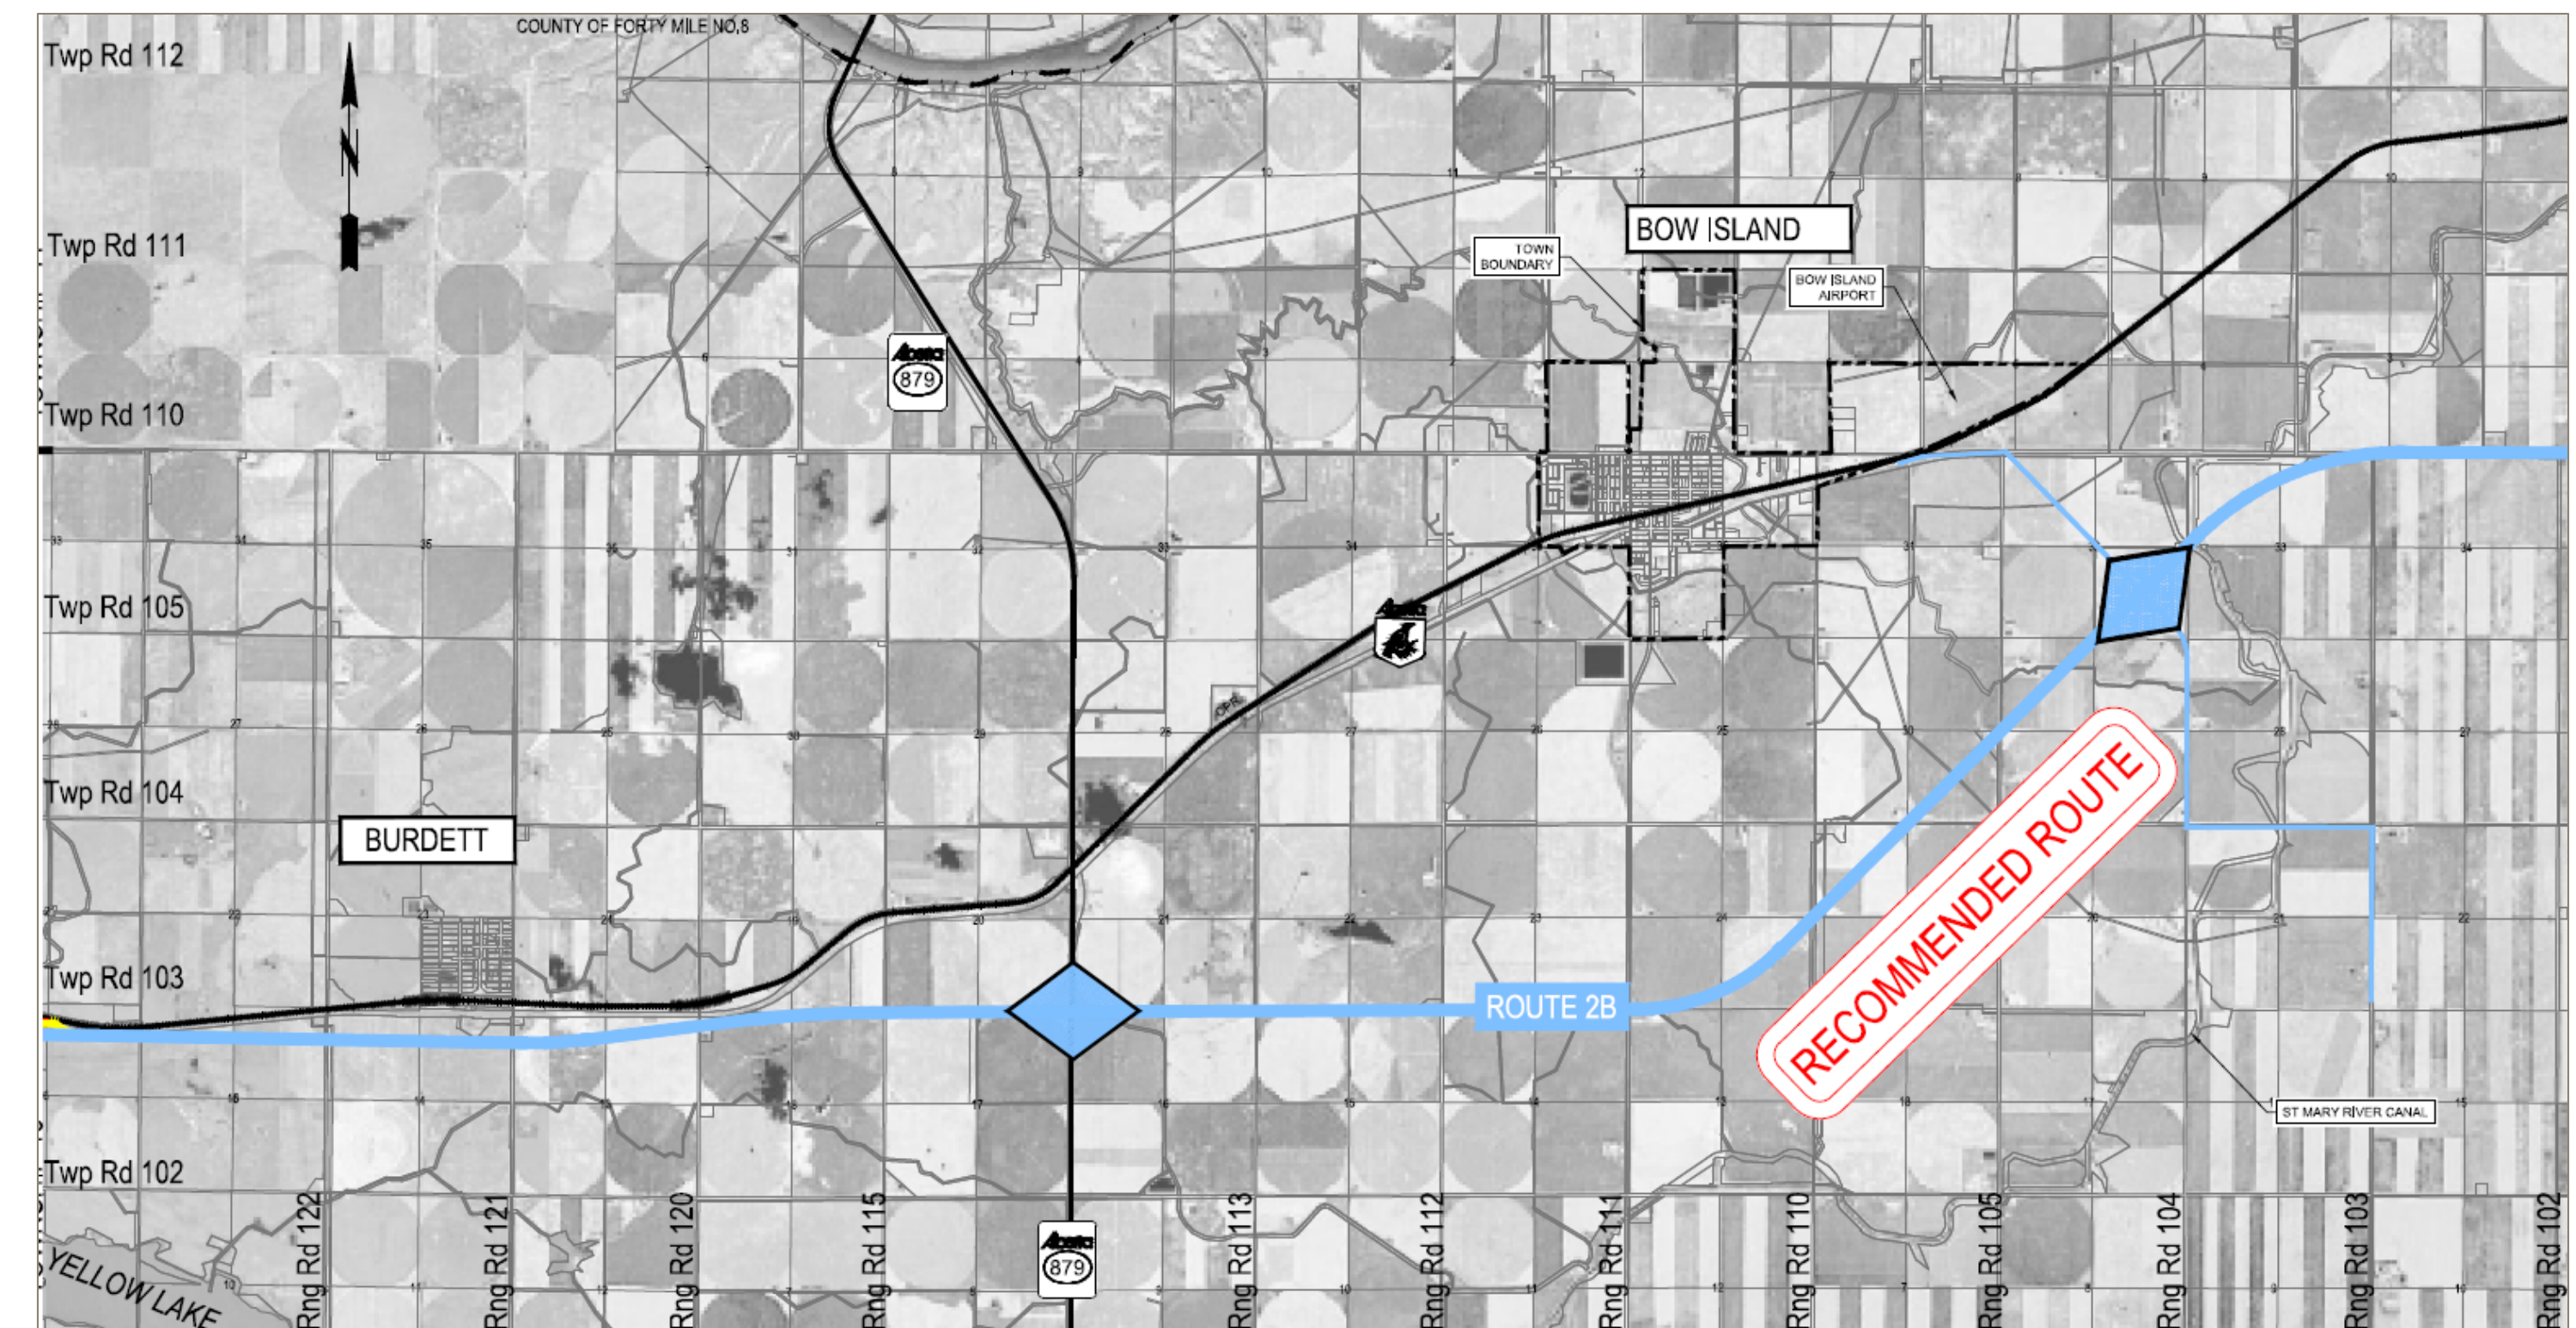 COUNTY OF FORTY MILE NO.8
Twp Rd 112
N
BOW ISLAND
TOWN
BOUNDARY
Twp Rd 111
BOW ISLAND
AIRPORT
Alberta
879
Twp Rd 110
Twp Rd 105
Alberta
CPR
Twp Rd 104
BURDETT
RECOMMENDED ROUTE
Twp Rd 103
ROUTE 2B
ST MARY RIVER CANAL
Twp Rd 102
Rng Rd 122
Rng Rd 121
Rng Rd 120
Rng Rd 115
Rng Rd 113
Rng Rd 112
Rng Rd 111
Rng Rd 110
Rng Rd 105
Rng Rd 104
Rng Rd 103
Rng Rd 102
Alberta
879
YELLOW LAKE